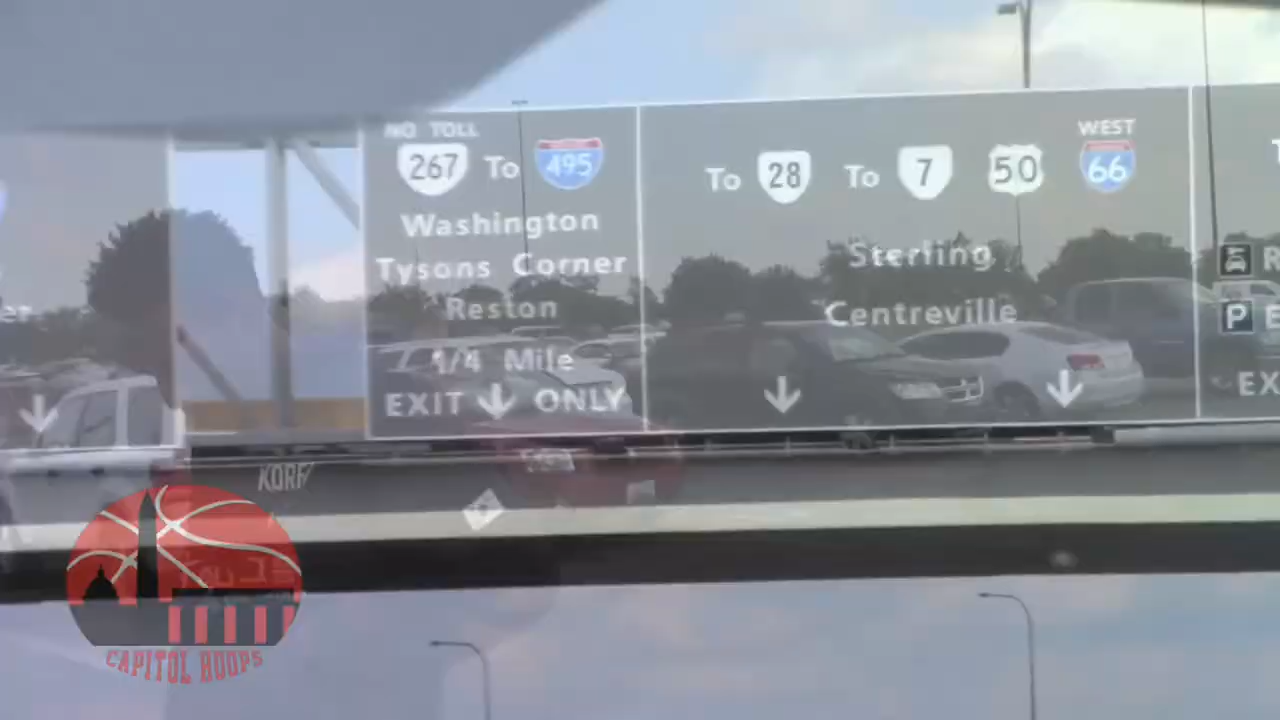 NO TOLL
267 To 495
Washington
Tysons Corner
Reston
1/4 Mile
EXIT ONLY
To 28 To 7 50 WEST 66
Sterling
Centreville
P
EX
CAPITOL HOOPS